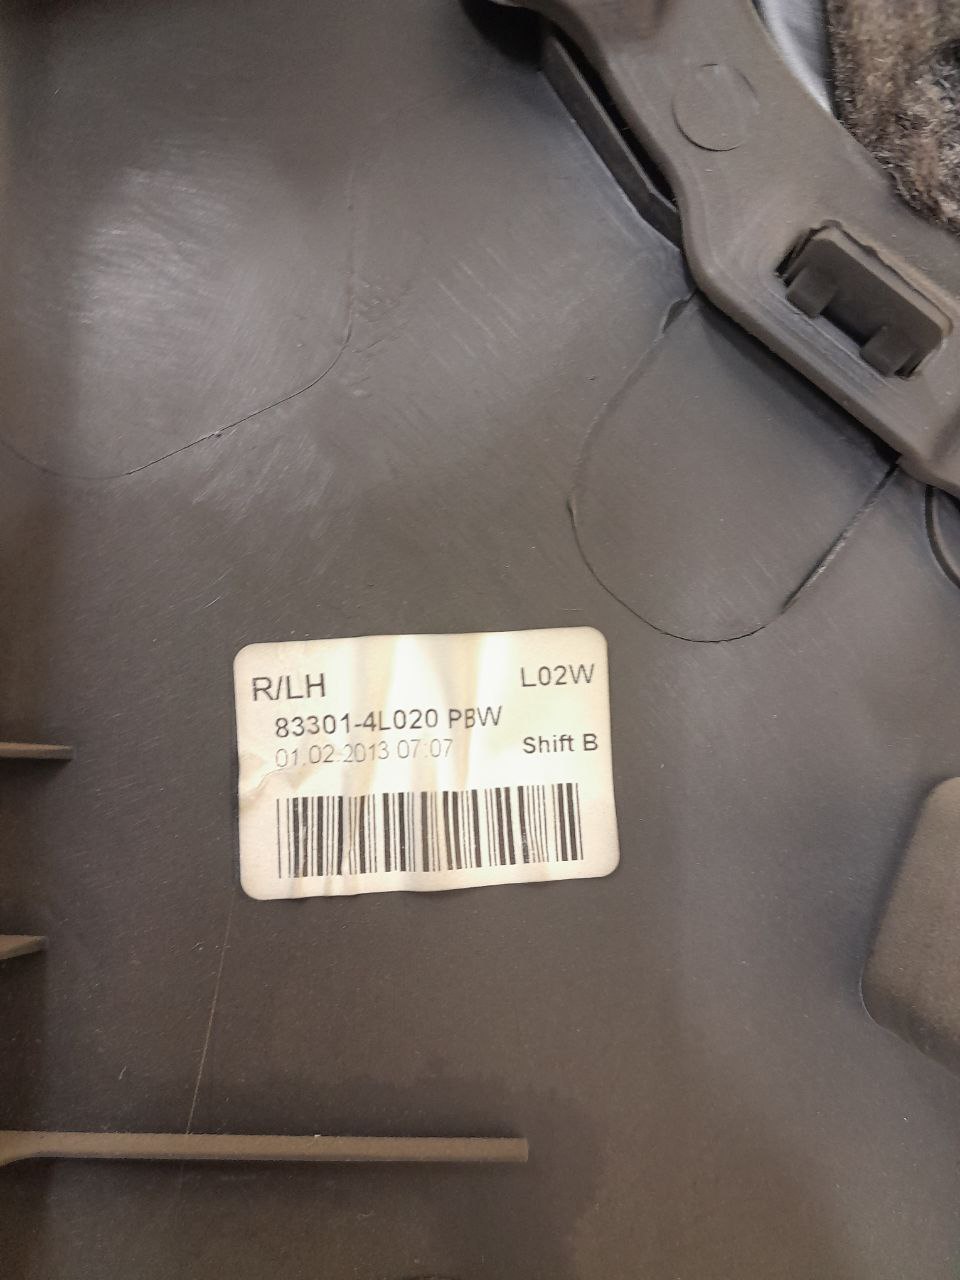 R/LH L02W
83301-4L020 PBW
01.02.2013 07:07 Shift B